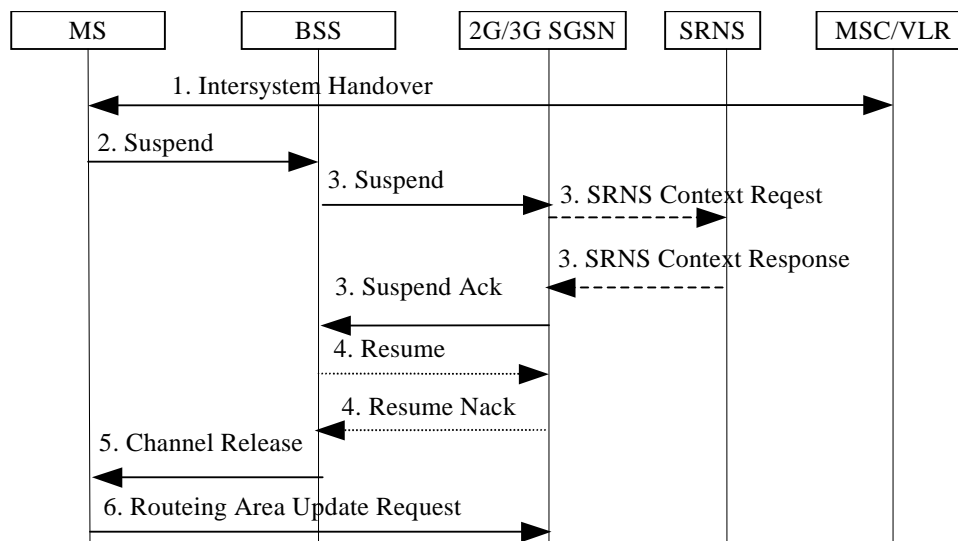 MS
BSS
2G/3G SGSN
SRNS
MSC/VLR
1. Intersystem Handover
2. Suspend
3. Suspend
3. SRNS Context Reqest
3. SRNS Context Response
3. Suspend Ack
4. Resume
4. Resume Nack
5. Channel Release
6. Routeing Area Update Request